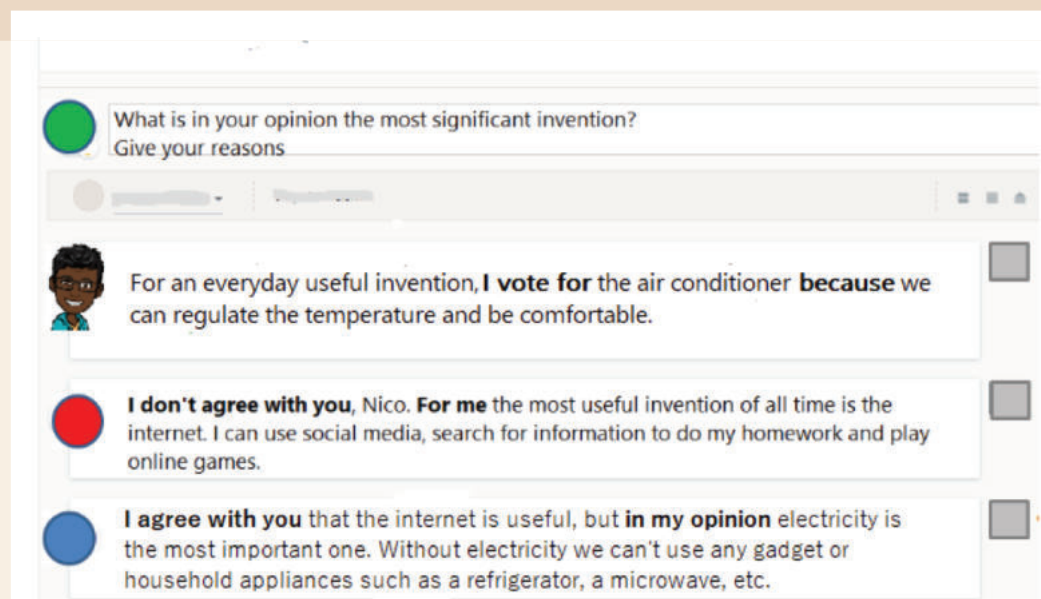 What is in your opinion the most significant invention?
Give your reasons
For an everyday useful invention, I vote for the air conditioner because we
can regulate the temperature and be comfortable.
I don't agree with you, Nico. For me the most useful invention of all time is the
internet. I can use social media, search for information to do my homework and play
online games.
I agree with you that the internet is useful, but in my opinion electricity is
the most important one. Without electricity we can't use any gadget or
household appliances such as a refrigerator, a microwave, etc.